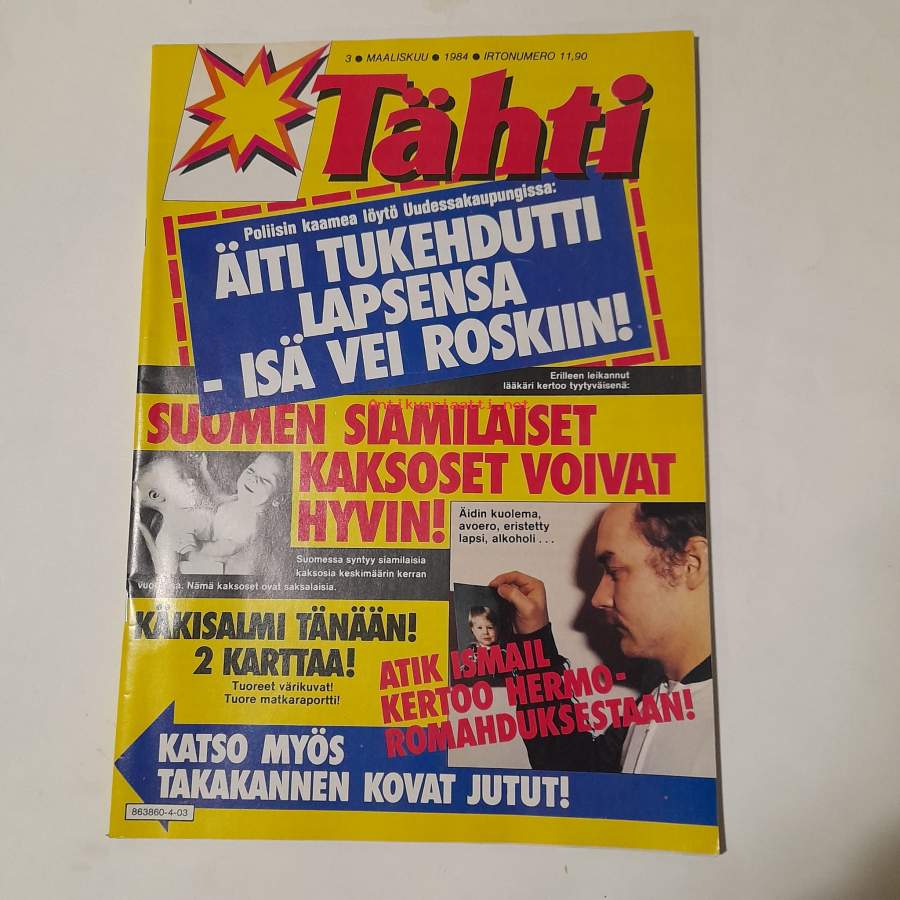 3 ● MAALISKUU ● 1984 ● IRTONUMERO 11,90
Tähti
Poliisin kaamea löytö Uudessakaupungissa:
ÄITI TUKEHDUTTI
LAPSENSA
- ISÄ VEI ROSKIIN!
Erilleen leikannut
lääkäri kertoo tyytyväisenä:
Antikvariaatti.net
SUOMEN SIAMILAISET
KAKSOSET VOIVAT
HYVIN!
Suomessa syntyy siamilaisia
kaksosia keskimäärin kerran
vuodessa. Nämä kaksoset ovat saksalaisia.
Äidin kuolema,
avoero, eristetty
lapsi, alkoholi . . .
KÄKISALMI TÄNÄÄN!
2 KARTTAA!
Tuoreet värikuvat!
Tuore matkaraportti!
ATIK ISMAIL
KERTOO HERMO-
ROMAHDUKSESTAAN!
KATSO MYÖS
TAKAKANNEN KOVAT JUTUT!
863860-4-03